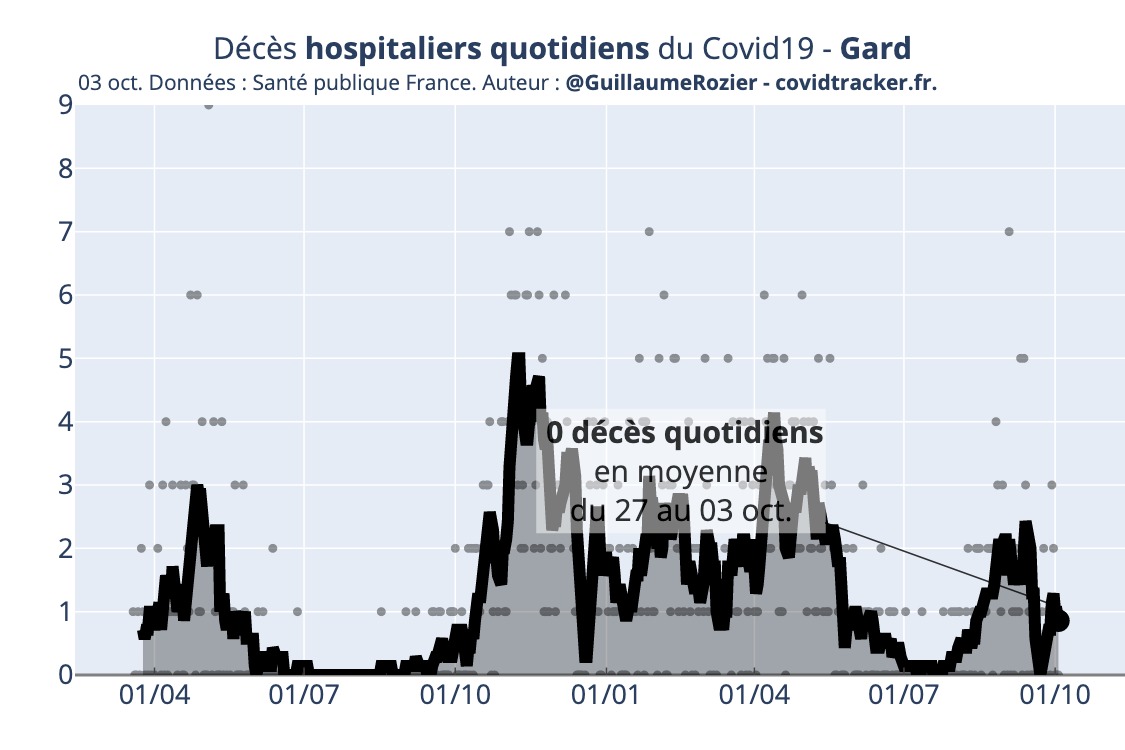 Décès hospitaliers quotidiens du Covid19 - Gard
03 oct. Données : Santé publique France. Auteur : @GuillaumeRozier - covidtracker.fr.
9
8
7
6
5
4
3
2
1
0
0 décès quotidiens
en moyenne
du 27 au 03 oct.
01/04 01/07 01/10 01/01 01/04 01/07 01/10